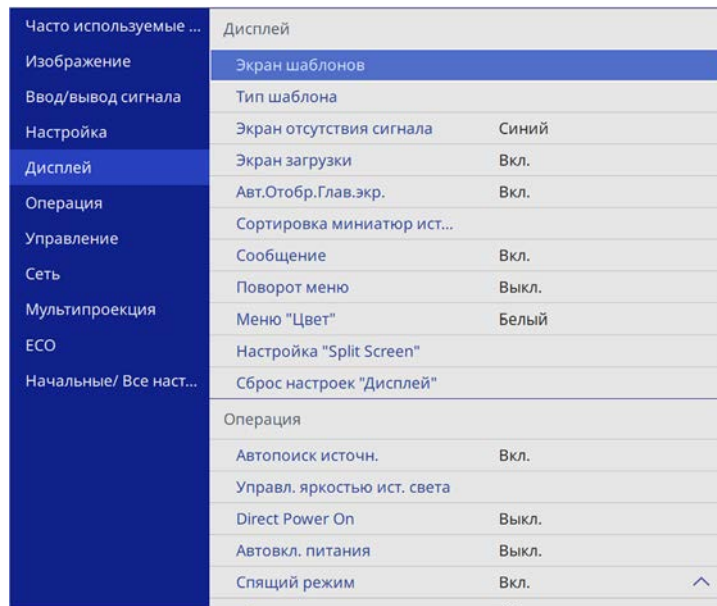 Часто используемые ...
Изображение
Ввод/вывод сигнала
Настройка
Дисплей
Операция
Управление
Сеть
Мультипроекция
ECO
Начальные/ Все наст...
Дисплей
Экран шаблонов
Тип шаблона
Экран отсутствия сигнала Синий
Экран загрузки Вкл.
Авт.Отобр.Глав.экр. Вкл.
Сортировка миниатюр ист...
Сообщение Вкл.
Поворот меню Выкл.
Меню "Цвет" Белый
Настройка "Split Screen"
Сброс настроек "Дисплей"
Операция
Автопоиск источн. Вкл.
Управл. яркостью ист. света
Direct Power On Выкл.
Автовкл. питания Выкл.
Спящий режим Вкл.